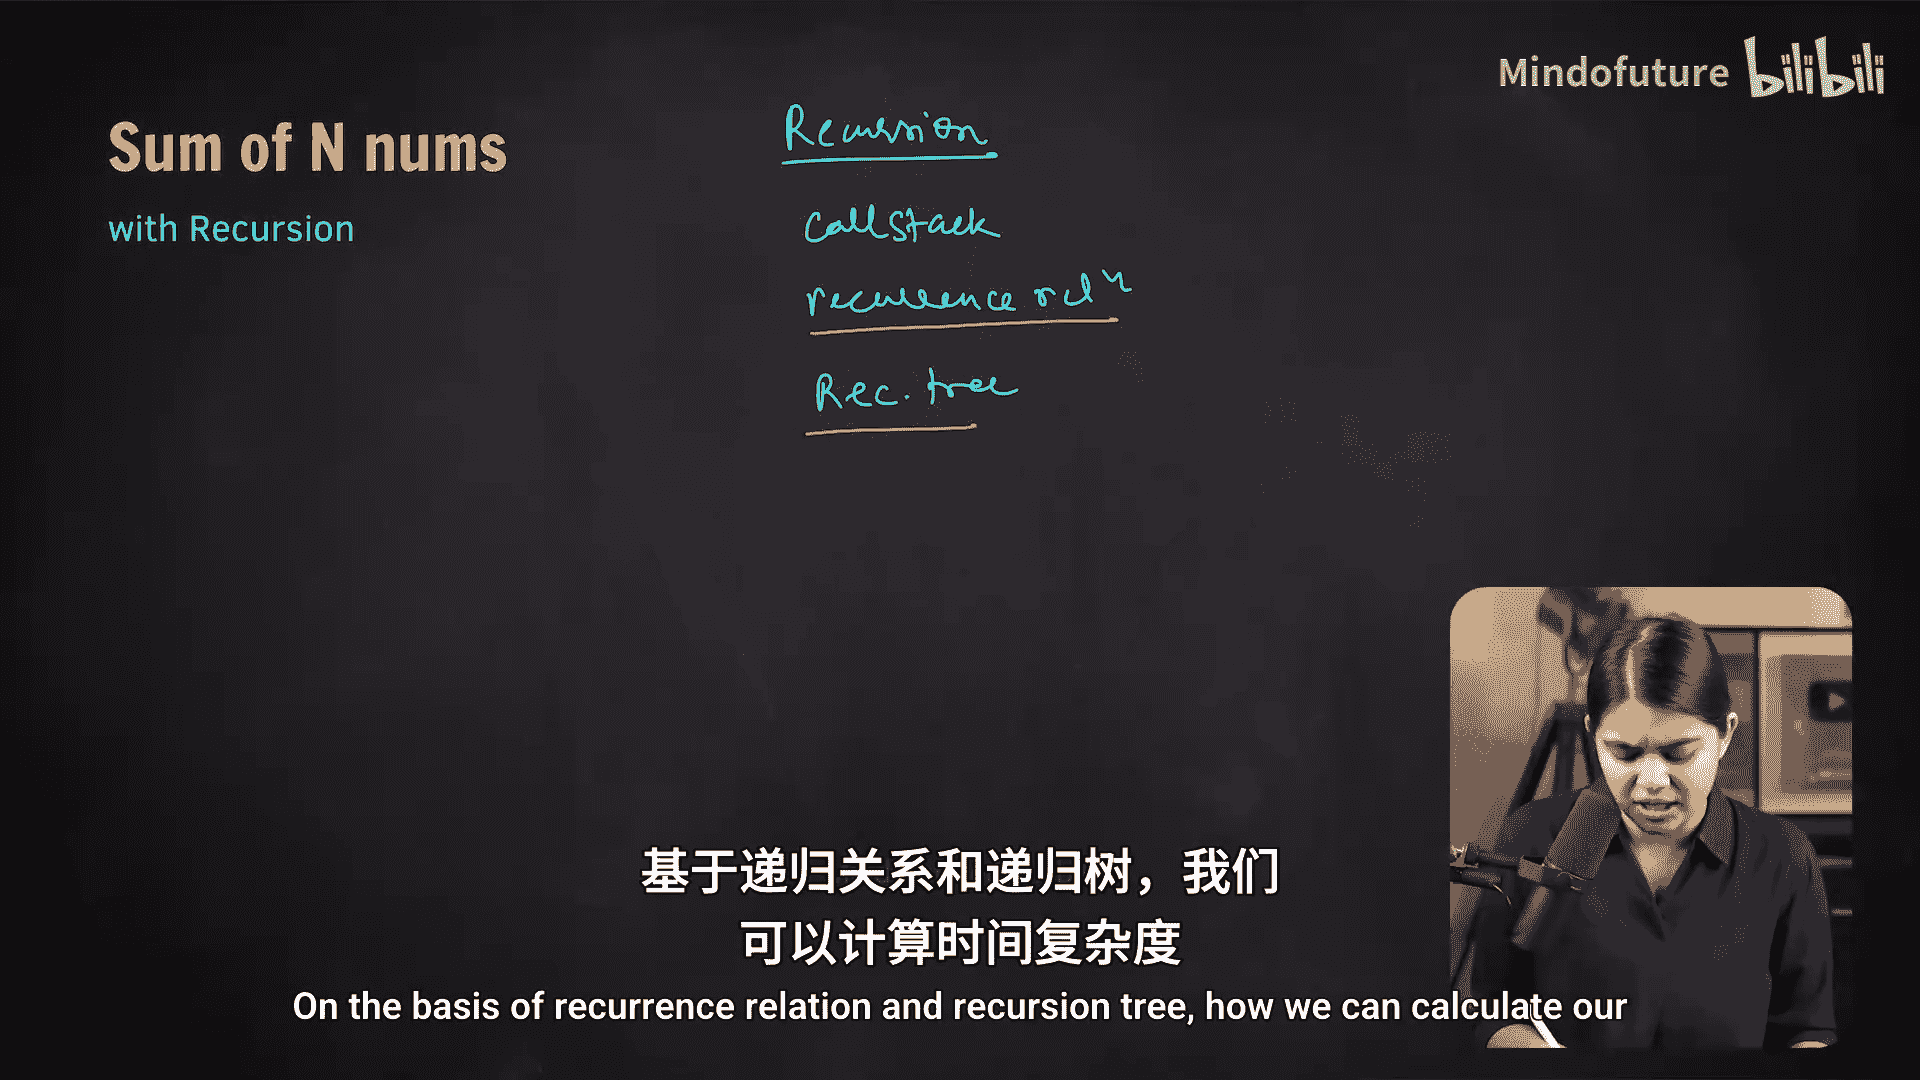 Mindofuture bilibili
Sum of N nums
with Recursion
Recursion
Call Stack
recurrence relⁿ
Rec. tree
基于递归关系和递归树，我们
可以计算时间复杂度
On the basis of recurrence relation and recursion tree, how we can calculate our